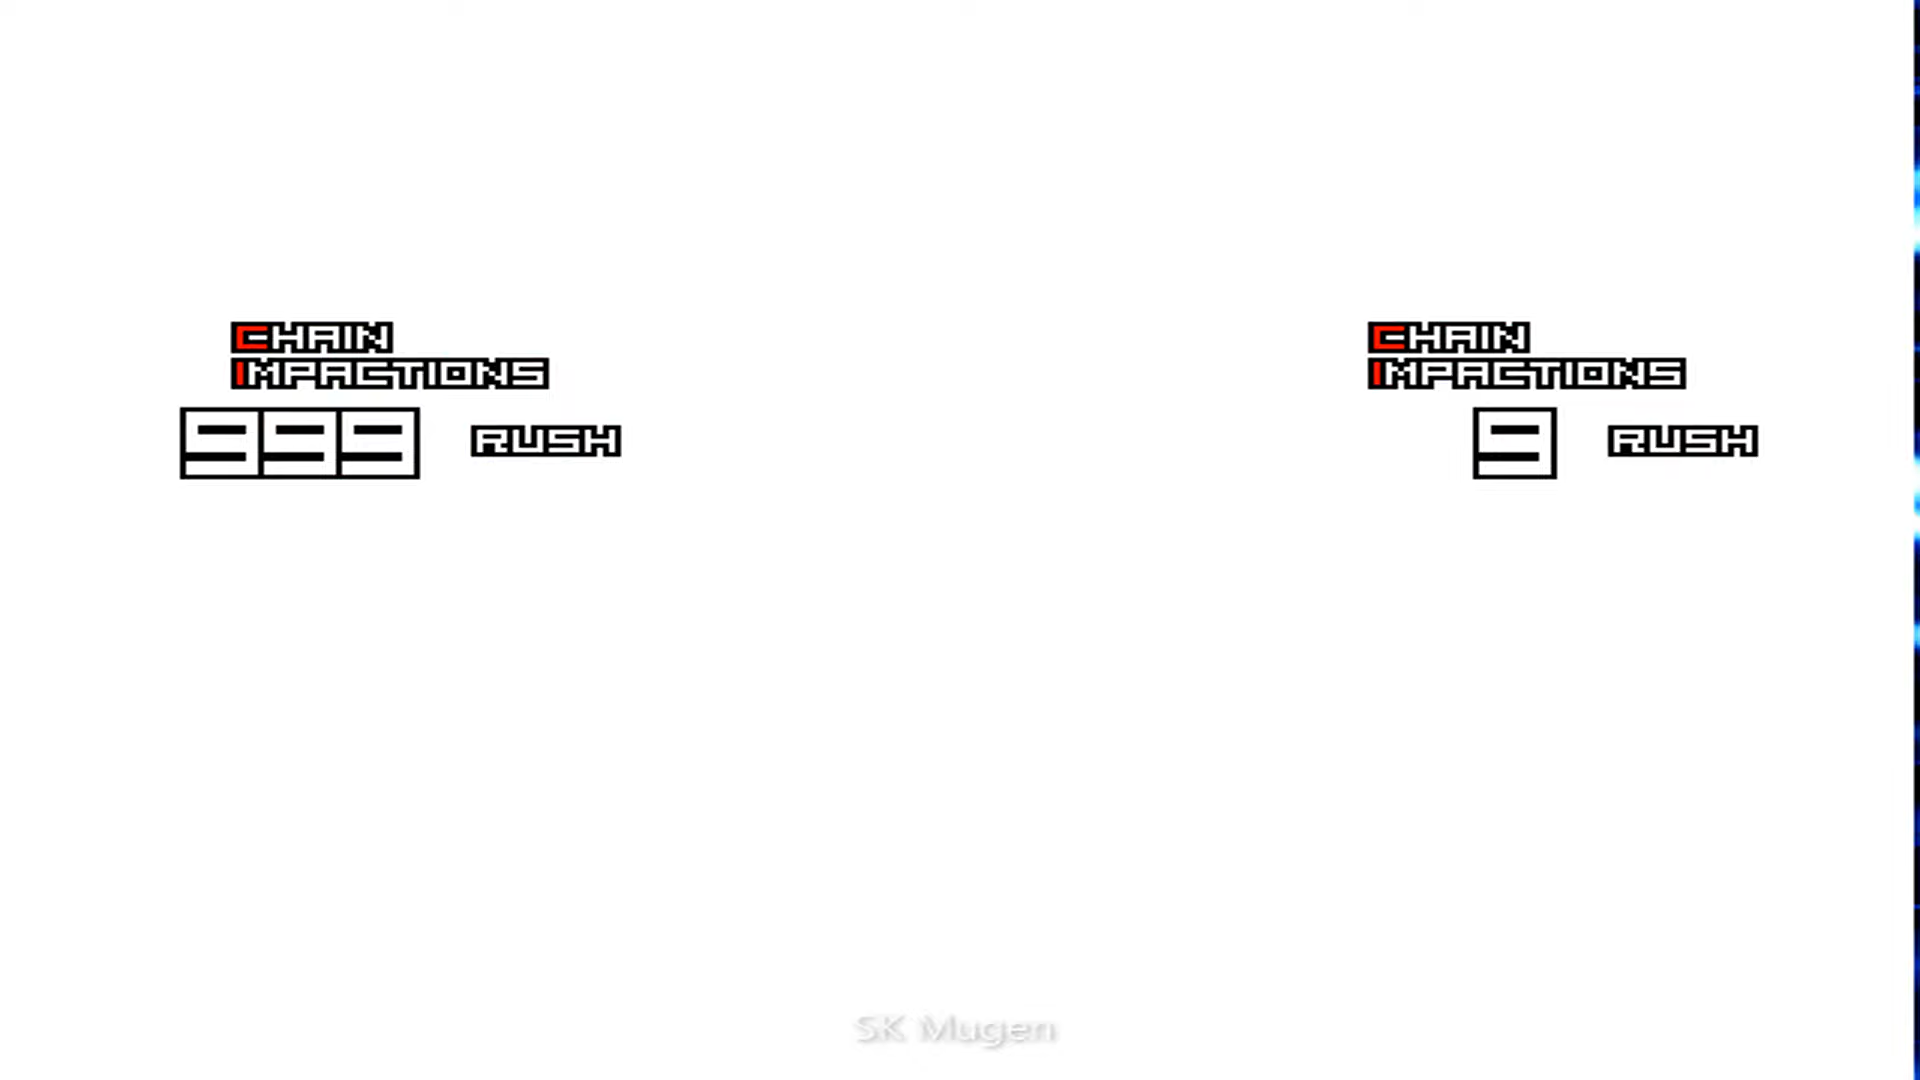 CHAIN
IMPACTIONS
999 RUSH
CHAIN
IMPACTIONS
9 RUSH
SK Mugen